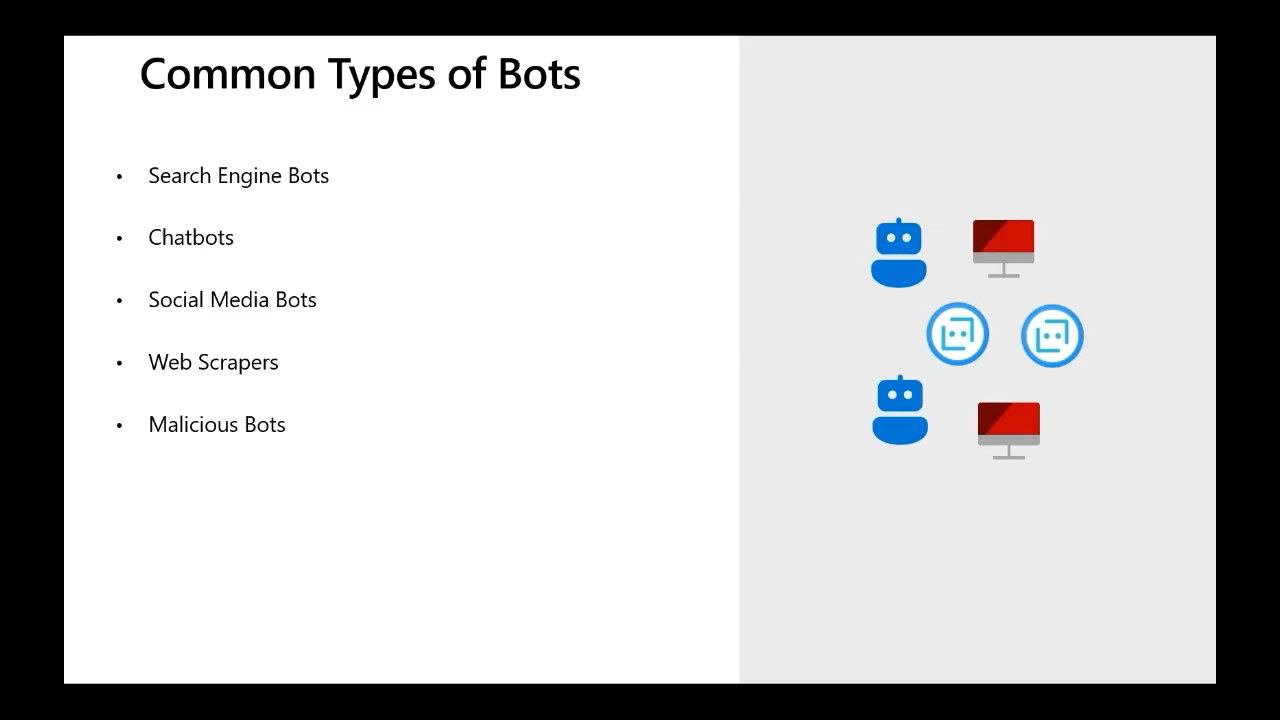 Common Types of Bots
• Search Engine Bots
• Chatbots
• Social Media Bots
• Web Scrapers
• Malicious Bots